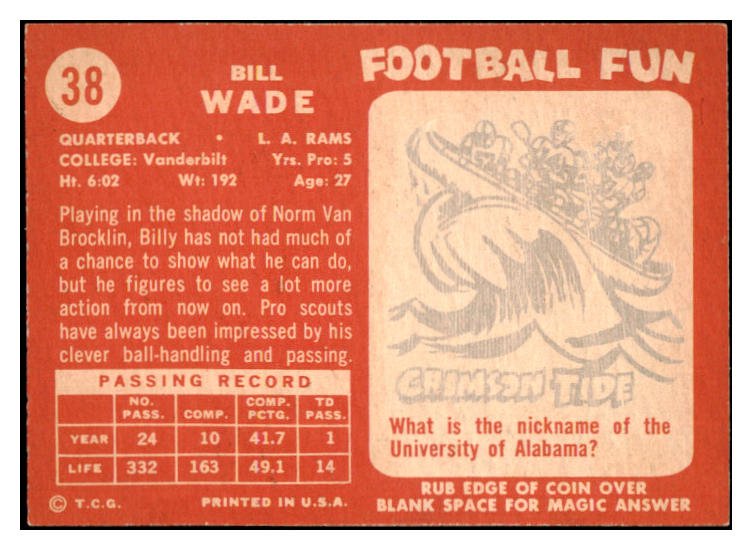 38
BILL
WADE
QUARTERBACK • L. A. RAMS
COLLEGE: Vanderbilt Yrs. Pro: 5
Ht. 6:02 Wt: 192 Age: 27
Playing in the shadow of Norm Van
Brocklin, Billy has not had much of
a chance to show what he can do,
but he figures to see a lot more
action from now on. Pro scouts
have always been impressed by his
clever ball-handling and passing.
PASSING RECORD
NO. PASS. COMP. COMP. PCTG. TD PASS.
YEAR 24 10 41.7 1
LIFE 332 163 49.1 14
© T.C.G. PRINTED IN U.S.A.
FOOTBALL FUN
CRIMSON TIDE
What is the nickname of the
University of Alabama?
RUB EDGE OF COIN OVER
BLANK SPACE FOR MAGIC ANSWER